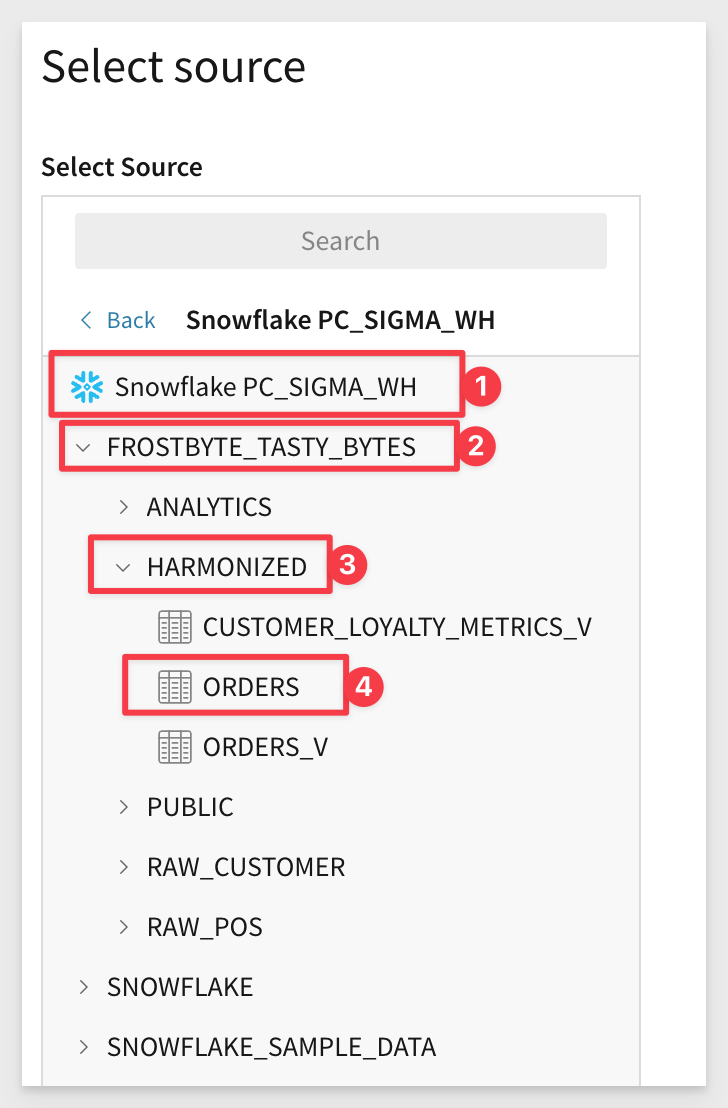 Select source
Select Source
Search
Back Snowflake PC_SIGMA_WH
Snowflake PC_SIGMA_WH 1
FROSTBYTE_TASTY_BYTES 2
ANALYTICS
HARMONIZED 3
CUSTOMER_LOYALTY_METRICS_V
ORDERS 4
ORDERS_V
PUBLIC
RAW_CUSTOMER
RAW_POS
SNOWFLAKE
SNOWFLAKE_SAMPLE_DATA